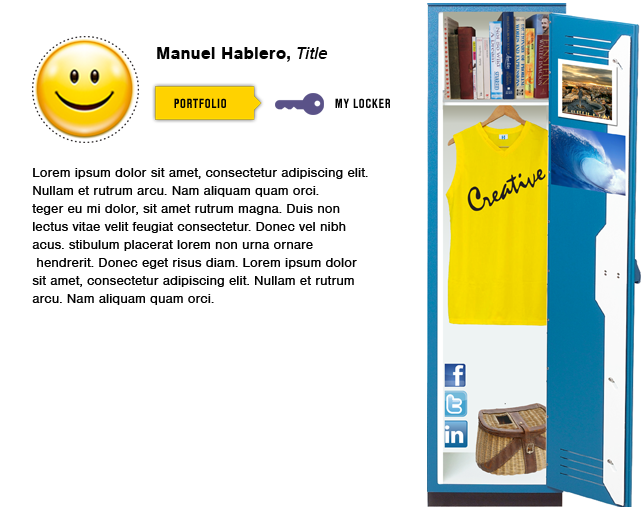 Manuel Hablero, Title
PORTFOLIO
MY LOCKER
Lorem ipsum dolor sit amet, consectetur adipiscing elit.
Nullam et rutrum arcu. Nam aliquam quam orci.
teger eu mi dolor, sit amet rutrum magna. Duis non
lectus vitae velit feugiat consectetur. Donec vel nibh
acus. stibulum placerat lorem non urna ornare
hendrerit. Donec eget risus diam. Lorem ipsum dolor
sit amet, consectetur adipiscing elit. Nullam et rutrum
arcu. Nam aliquam quam orci.
Creative
f
t
in